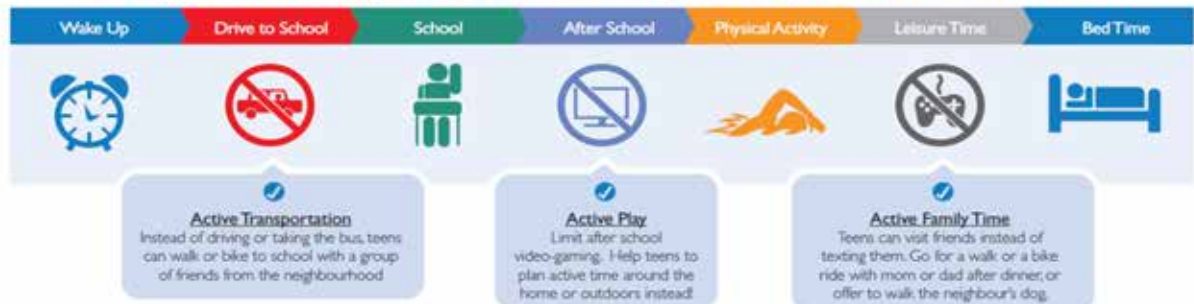 Wake Up
Drive to School
School
After School
Physical Activity
Leisure Time
Bed Time
Active Transportation
Instead of driving or taking the bus, teens
can walk or bike to school with a group
of friends from the neighbourhood
Active Play
Limit after school
video-gaming. Help teens to
plan active time around the
home or outdoors instead!
Active Family Time
Teens can visit friends instead of
texting them. Go for a walk or a bike
ride with mom or dad after dinner, or
offer to walk the neighbour's dog.